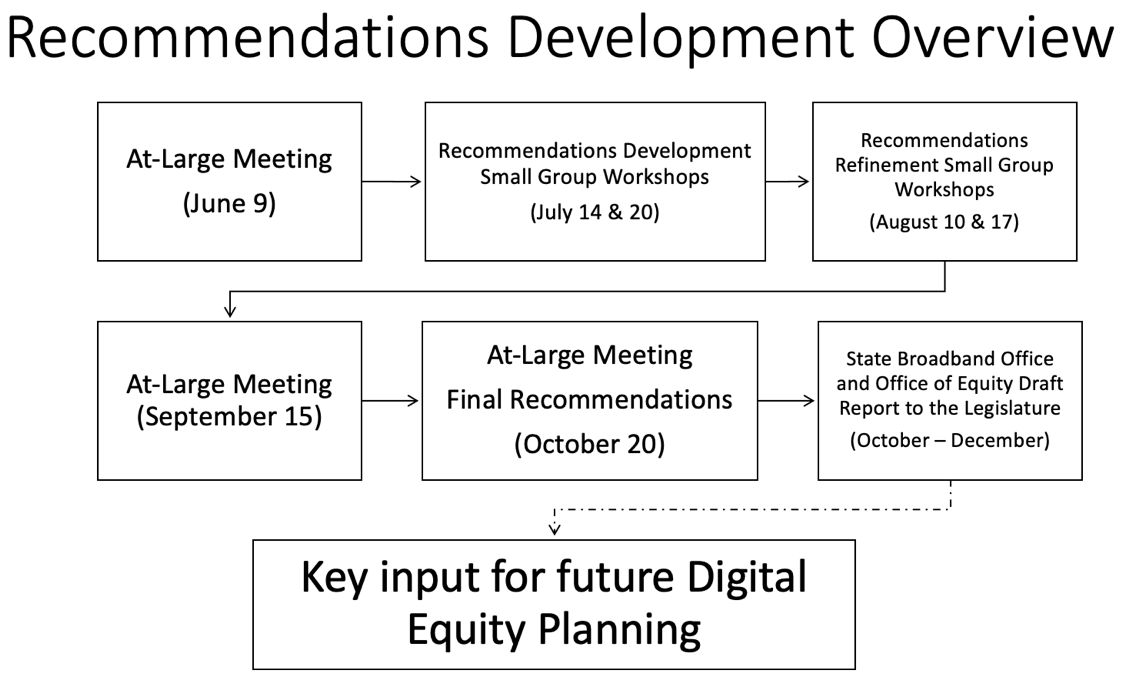 Recommendations Development Overview
At-Large Meeting
(June 9)
Recommendations Development
Small Group Workshops
(July 14 & 20)
Recommendations
Refinement Small Group
Workshops
(August 10 & 17)
At-Large Meeting
(September 15)
At-Large Meeting
Final Recommendations
(October 20)
State Broadband Office
and Office of Equity Draft
Report to the Legislature
(October – December)
Key input for future Digital
Equity Planning